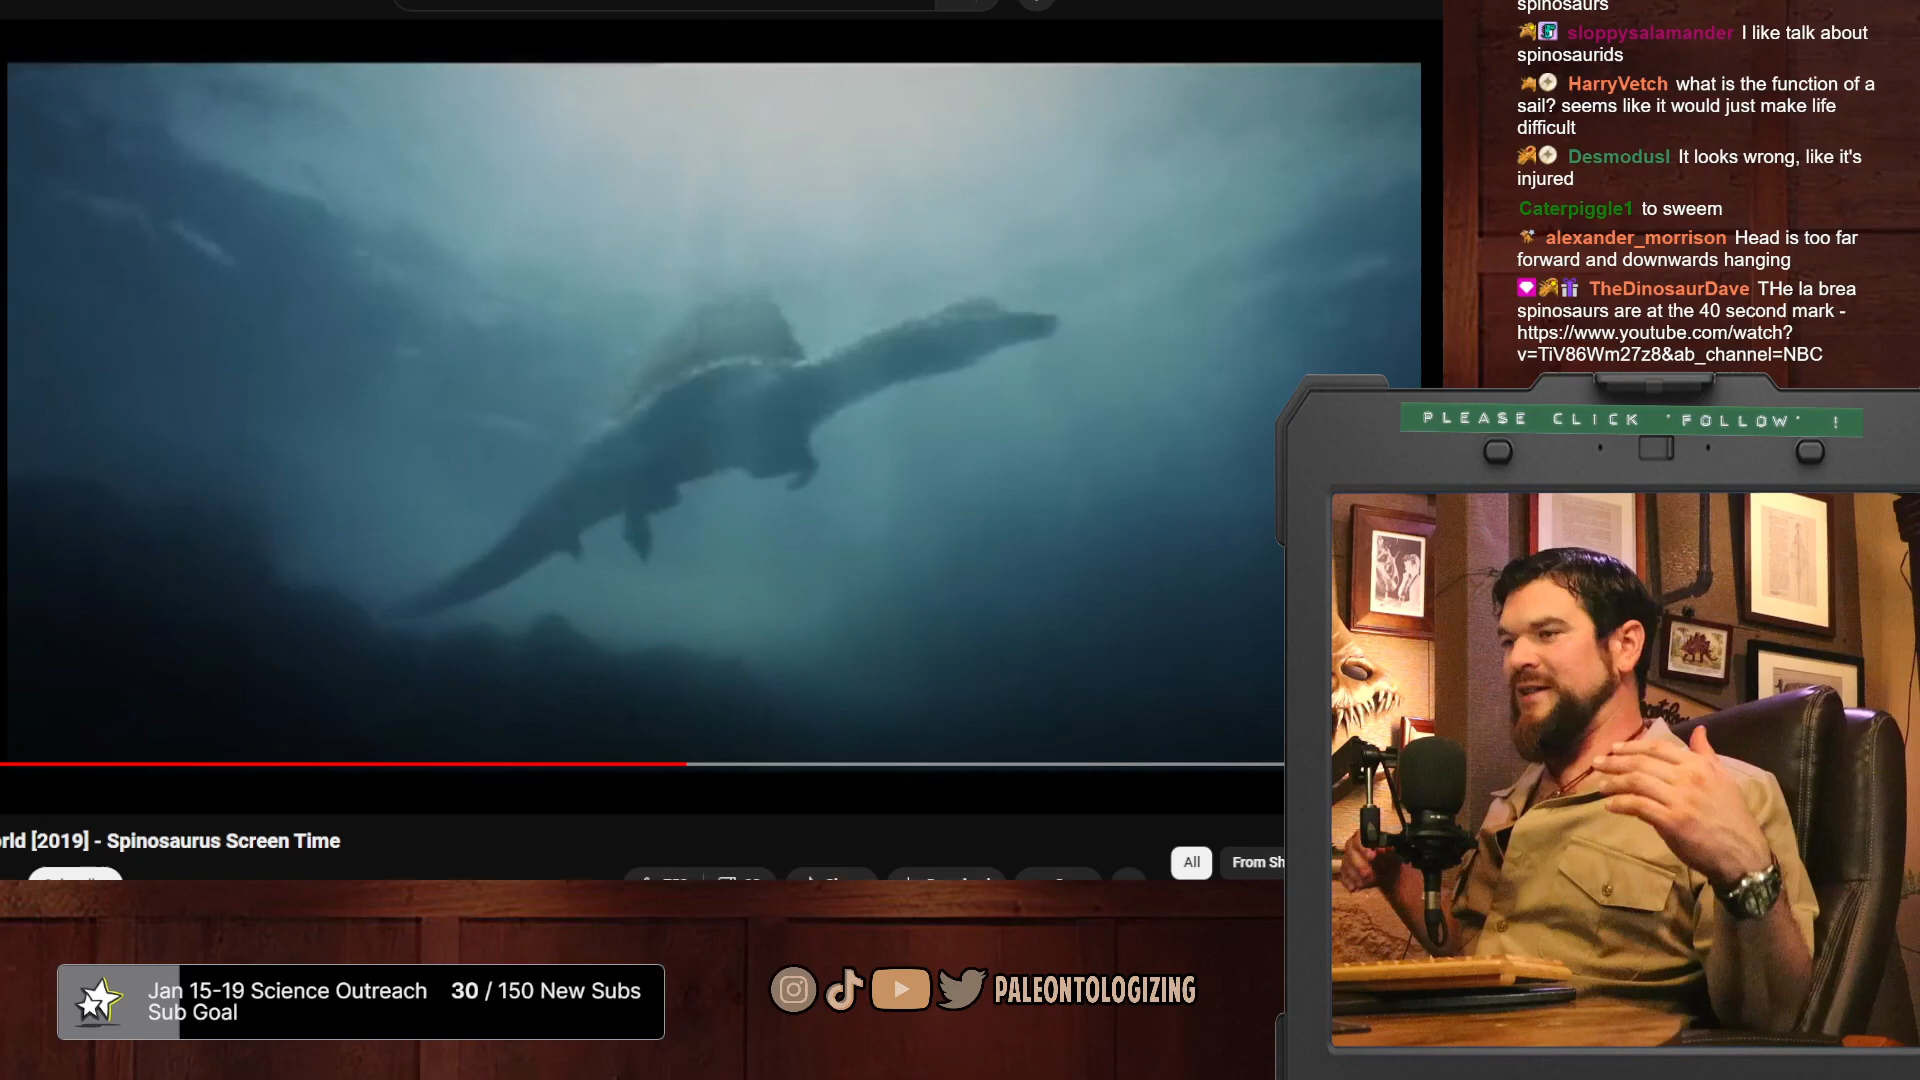 spinosaurs
sloppysalamander I like talk about
spinosaurids
HarryVetch what is the function of a
sail? seems like it would just make life
difficult
Desmodusl It looks wrong, like it's
injured
Caterpiggle1 to sweem
alexander_morrison Head is too far
forward and downwards hanging
TheDinosaurDave THe la brea
spinosaurs are at the 40 second mark -
https://www.youtube.com/watch?
v=TiV86Wm27z8&ab_channel=NBC
PLEASE CLICK "FOLLOW" !
rld [2019] - Spinosaurus Screen Time
All From Sh
Jan 15-19 Science Outreach 30 / 150 New Subs
Sub Goal
PALEONTOLOGIZING